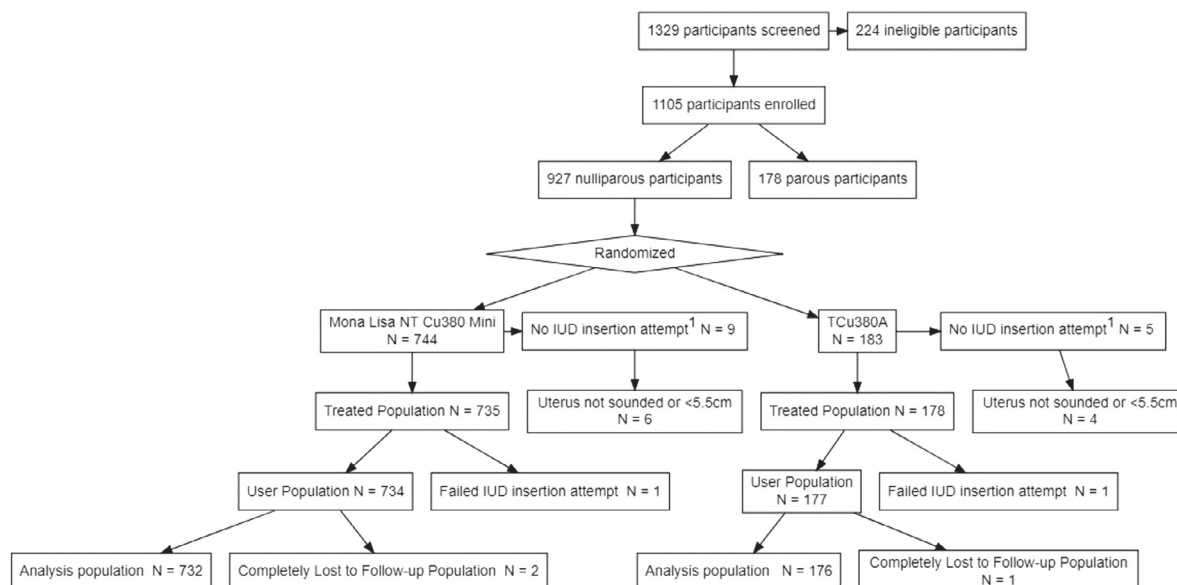 1329 participants screened
224 ineligible participants
1105 participants enrolled
927 nulliparous participants
178 parous participants
Randomized
Mona Lisa NT Cu380 Mini
N = 744
No IUD insertion attempt¹ N = 9
TCu380A
N = 183
No IUD insertion attempt¹ N = 5
Treated Population N = 735
Uterus not sounded or <5.5cm
N = 6
Treated Population N = 178
Uterus not sounded or <5.5cm
N = 4
User Population N = 734
Failed IUD insertion attempt N = 1
User Population
N = 177
Failed IUD insertion attempt N = 1
Analysis population N = 732
Completely Lost to Follow-up Population N = 2
Analysis population N = 176
Completely Lost to Follow-up Population
N = 1